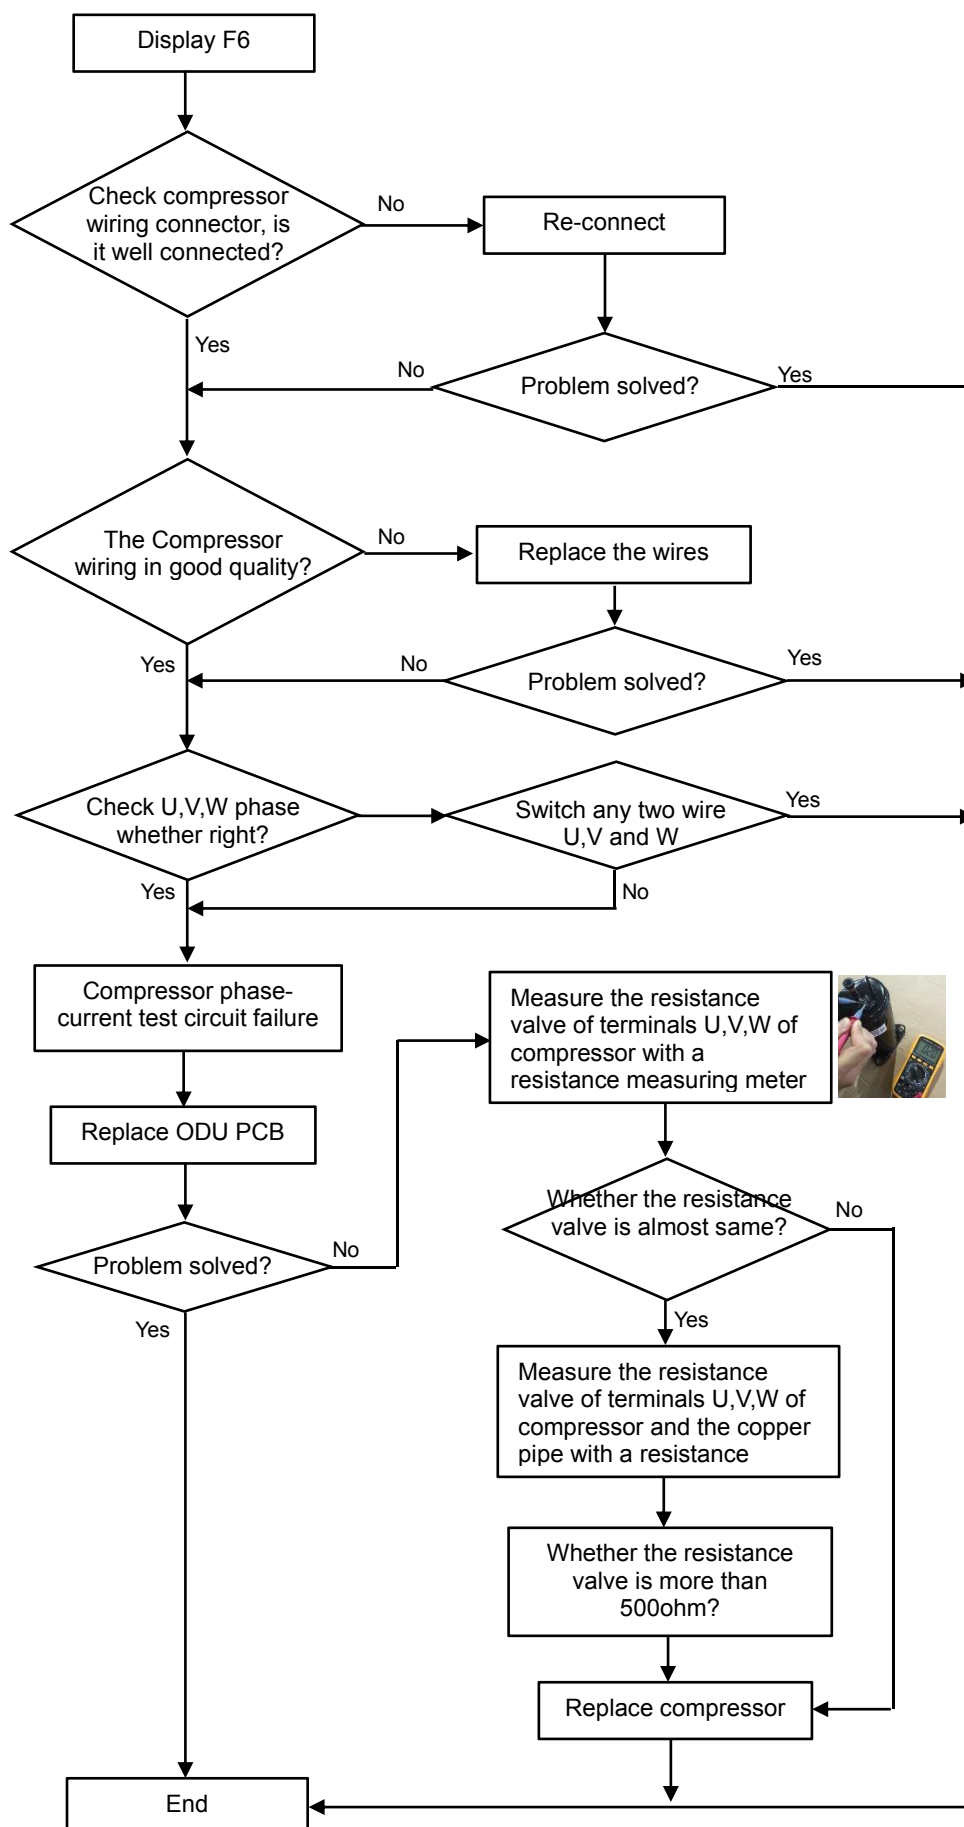 Display F6
Check compressor
wiring connector, is
it well connected?
No
Re-connect
Yes
No
Problem solved?
Yes
The Compressor
wiring in good quality?
No
Replace the wires
Yes
No
Problem solved?
Yes
Check U,V,W phase
whether right?
Switch any two wire
U,V and W
Yes
Yes
No
Compressor phase-
current test circuit failure
Measure the resistance
valve of terminals U,V,W of
compressor with a
resistance measuring meter
Replace ODU PCB
Whether the resistance
valve is almost same?
No
Problem solved?
No
Yes
Yes
Measure the resistance
valve of terminals U,V,W of
compressor and the copper
pipe with a resistance
Whether the resistance
valve is more than
500ohm?
Replace compressor
End